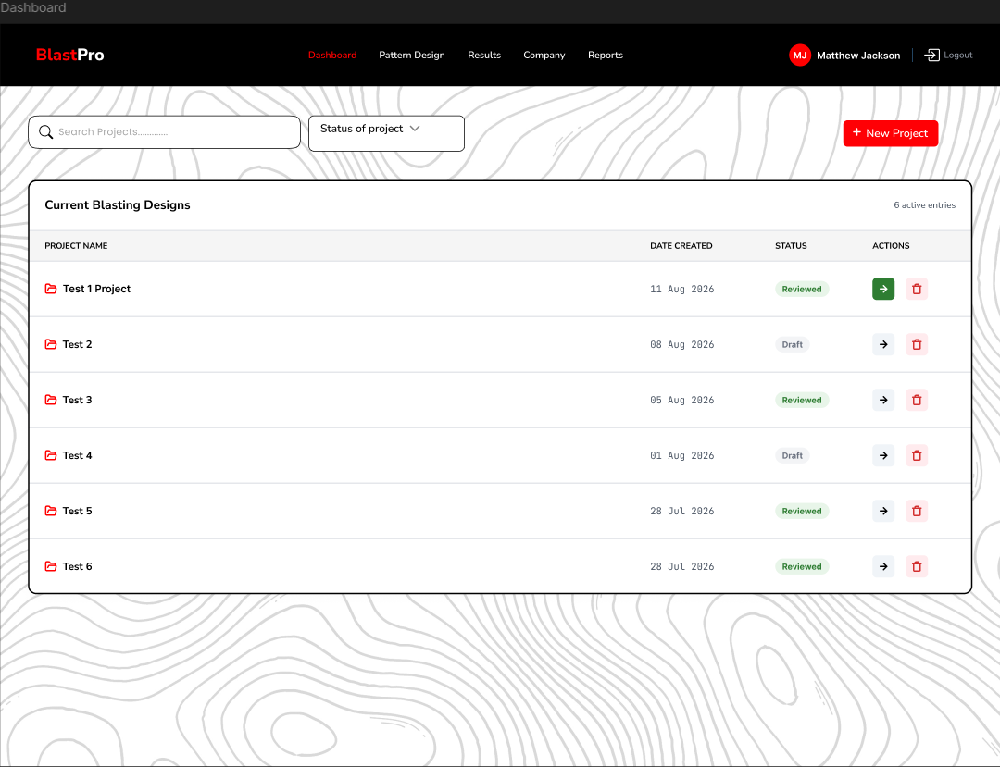 Dashboard
BlastPro
Dashboard Pattern Design Results Company Reports
MJ Matthew Jackson Logout
Search Projects.............
Status of project
+ New Project
Current Blasting Designs
6 active entries
PROJECT NAME DATE CREATED STATUS ACTIONS
Test 1 Project 11 Aug 2026 Reviewed
Test 2 08 Aug 2026 Draft
Test 3 05 Aug 2026 Reviewed
Test 4 01 Aug 2026 Draft
Test 5 28 Jul 2026 Reviewed
Test 6 28 Jul 2026 Reviewed